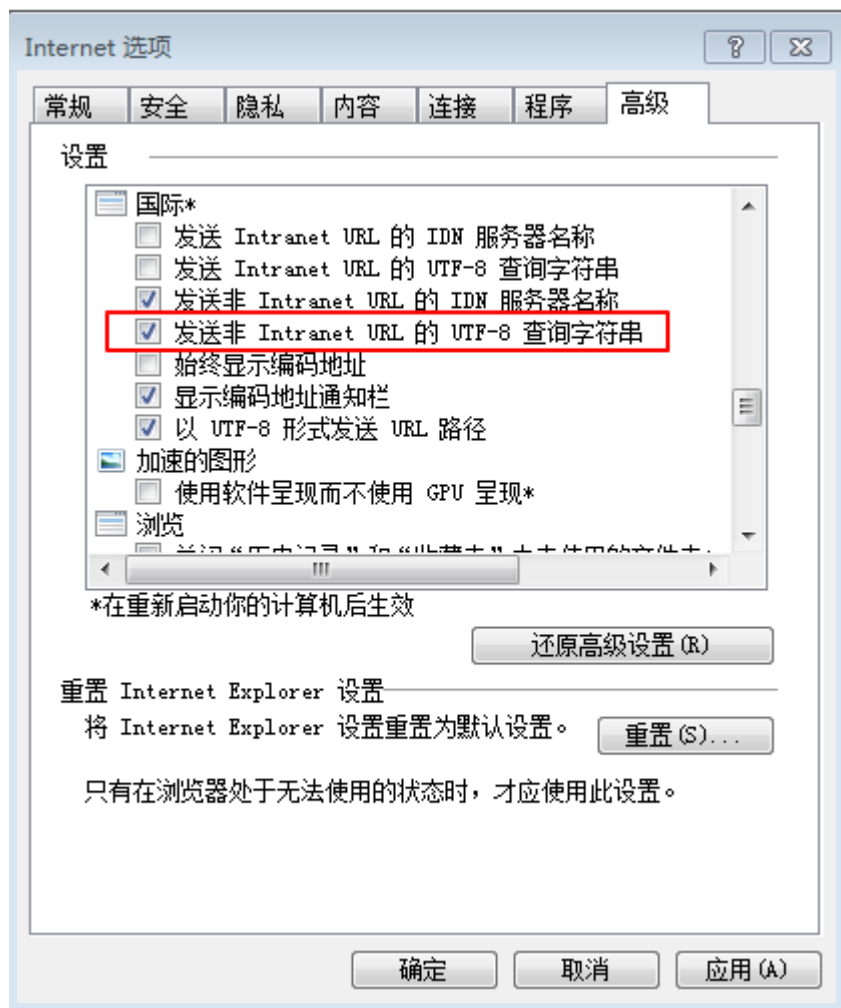 Internet 选项
常规 安全 隐私 内容 连接 程序 高级
设置
国际*
发送 Intranet URL 的 IDN 服务器名称
发送 Intranet URL 的 UTF-8 查询字符串
发送非 Intranet URL 的 IDN 服务器名称
发送非 Intranet URL 的 UTF-8 查询字符串
始终显示编码地址
显示编码地址通知栏
以 UTF-8 形式发送 URL 路径
加速的图形
使用软件呈现而不使用 GPU 呈现*
浏览
*在重新启动你的计算机后生效
还原高级设置(R)
重置 Internet Explorer 设置
将 Internet Explorer 设置重置为默认设置。
重置(S)...
只有在浏览器处于无法使用的状态时，才应使用此设置。
确定 取消 应用(A)